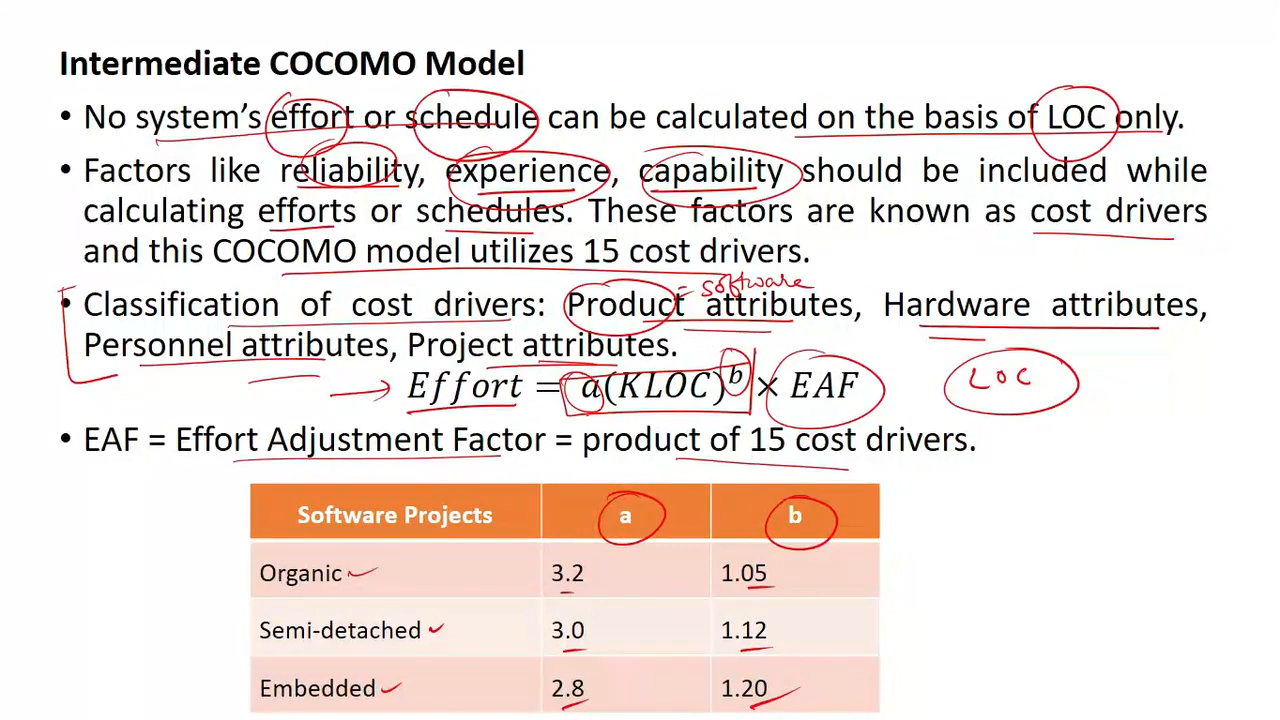 Intermediate COCOMO Model
• No system's effort or schedule can be calculated on the basis of LOC only.
• Factors like reliability, experience, capability should be included while
calculating efforts or schedules. These factors are known as cost drivers
and this COCOMO model utilizes 15 cost drivers.
= software
• Classification of cost drivers: Product attributes, Hardware attributes,
Personnel attributes, Project attributes.
Effort = a(KLOC)^b × EAF
LOC
• EAF = Effort Adjustment Factor = product of 15 cost drivers.
Software Projects a b
Organic 3.2 1.05
Semi-detached 3.0 1.12
Embedded 2.8 1.20